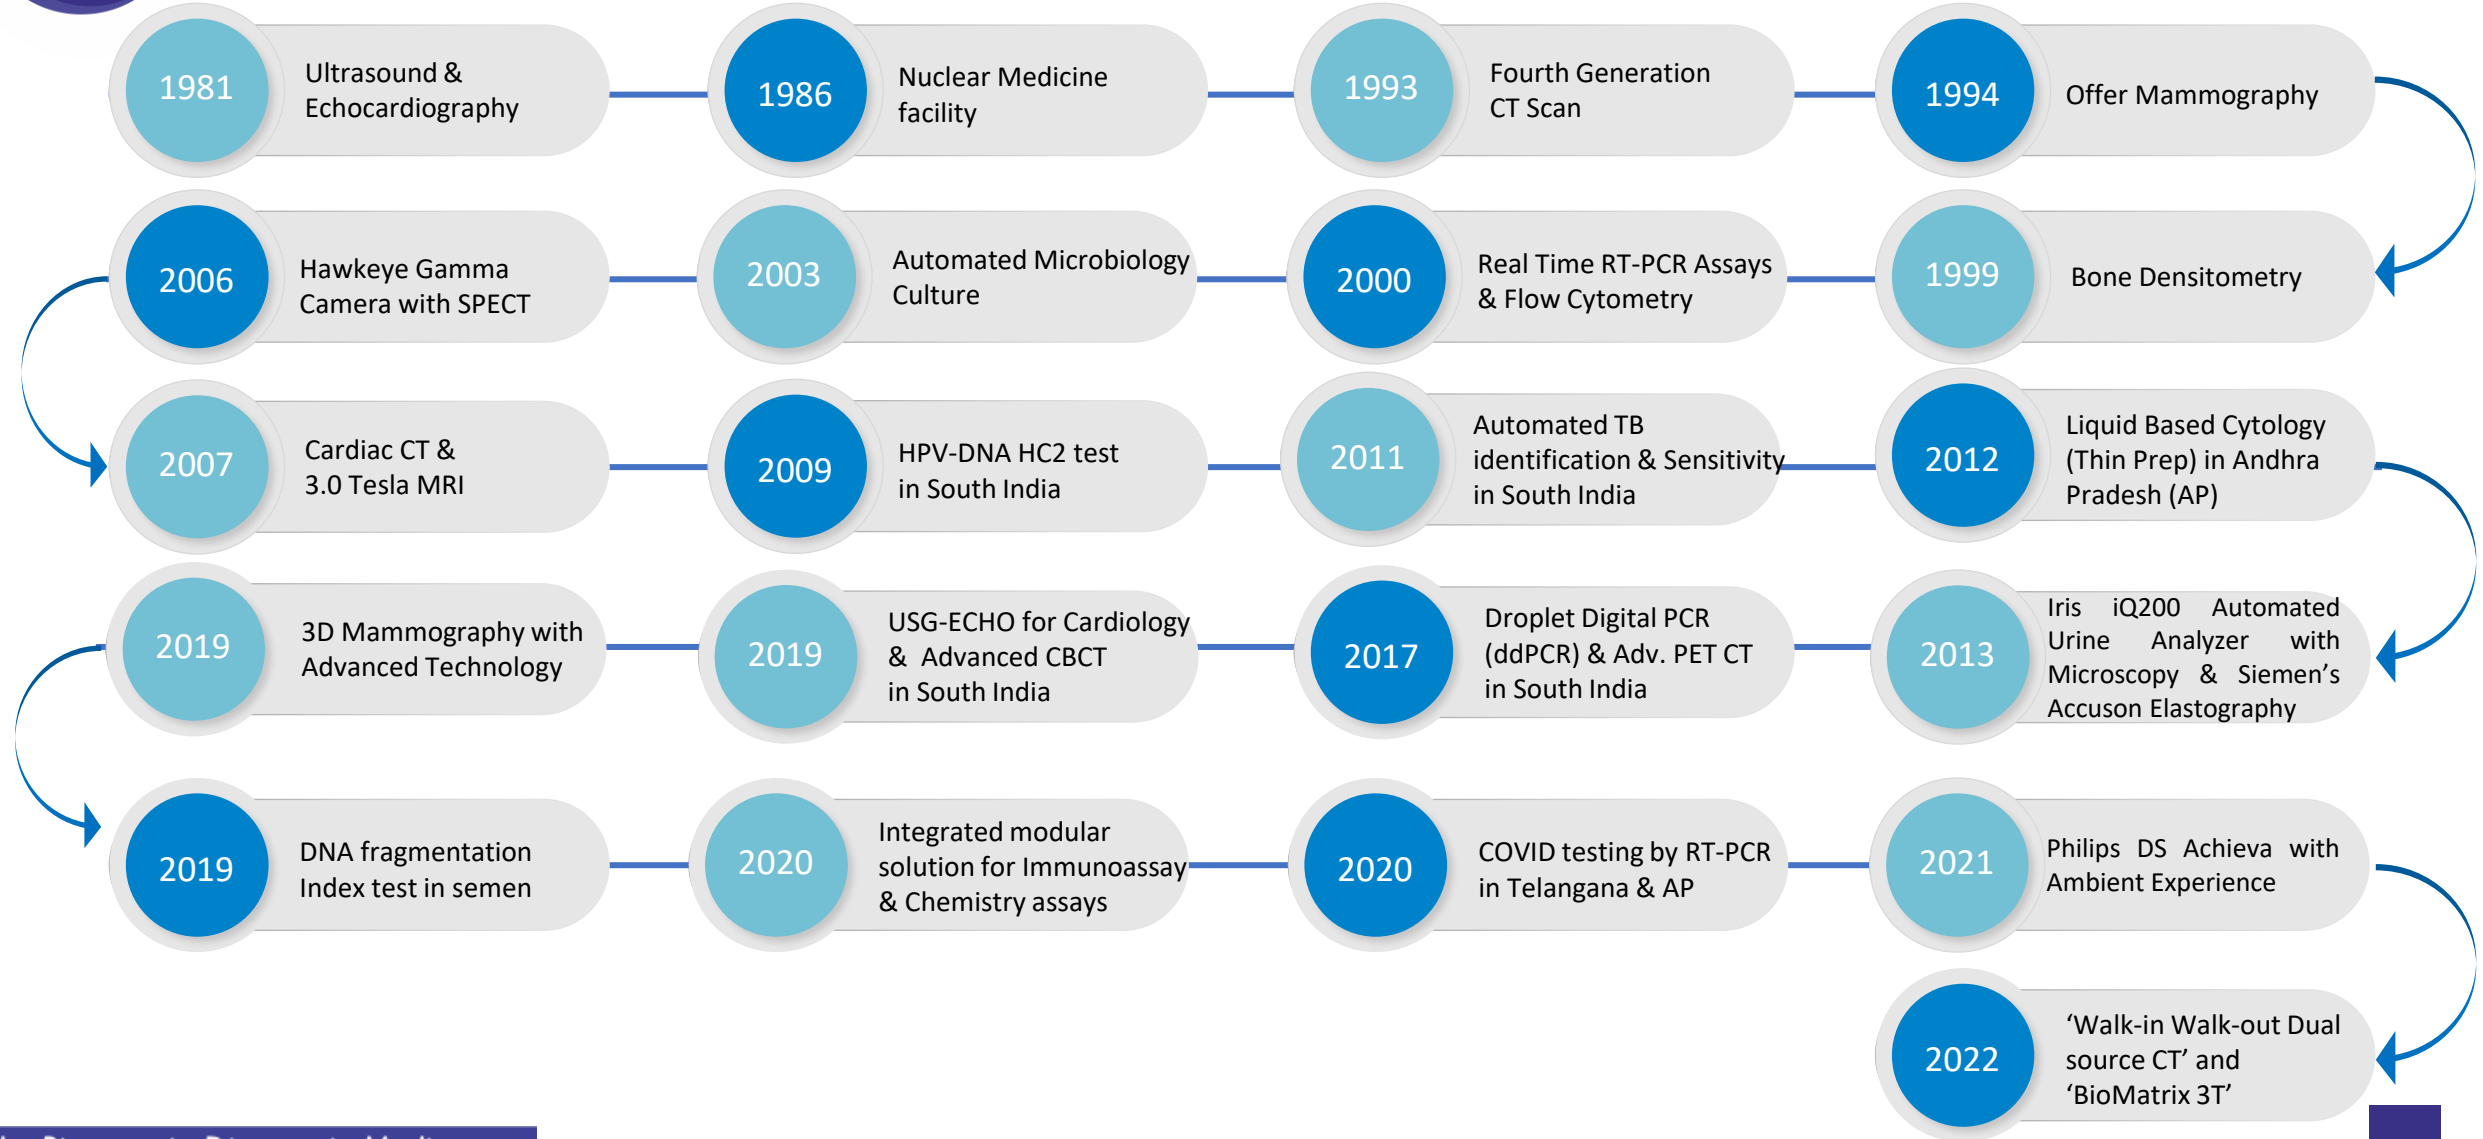 1981
Ultrasound &
Echocardiography
1986
Nuclear Medicine
facility
1993
Fourth Generation
CT Scan
1994
Offer Mammography
2006
Hawkeye Gamma
Camera with SPECT
2003
Automated Microbiology
Culture
2000
Real Time RT-PCR Assays
& Flow Cytometry
1999
Bone Densitometry
2007
Cardiac CT &
3.0 Tesla MRI
2009
HPV-DNA HC2 test
in South India
2011
Automated TB
identification & Sensitivity
in South India
2012
Liquid Based Cytology
(Thin Prep) in Andhra
Pradesh (AP)
2019
3D Mammography with
Advanced Technology
2019
USG-ECHO for Cardiology
& Advanced CBCT
in South India
2017
Droplet Digital PCR
(ddPCR) & Adv. PET CT
in South India
2013
Iris iQ200 Automated
Urine Analyzer with
Microscopy & Siemen’s
Accuson Elastography
2019
DNA fragmentation
Index test in semen
2020
Integrated modular
solution for Immunoassay
& Chemistry assays
2020
COVID testing by RT-PCR
in Telangana & AP
2021
Philips DS Achieva with
Ambient Experience
2022
‘Walk-in Walk-out Dual
source CT’ and
‘BioMatrix 3T’